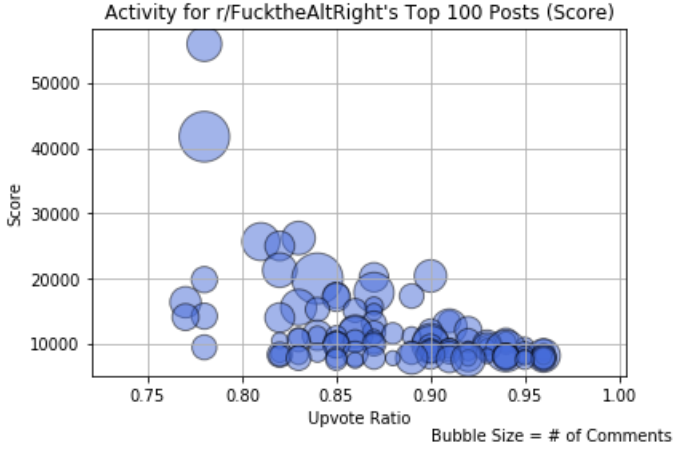 Activity for r/FucktheAltRight's Top 100 Posts (Score)
50000
40000
30000
20000
10000
Score
0.75 0.80 0.85 0.90 0.95 1.00
Upvote Ratio
Bubble Size = # of Comments